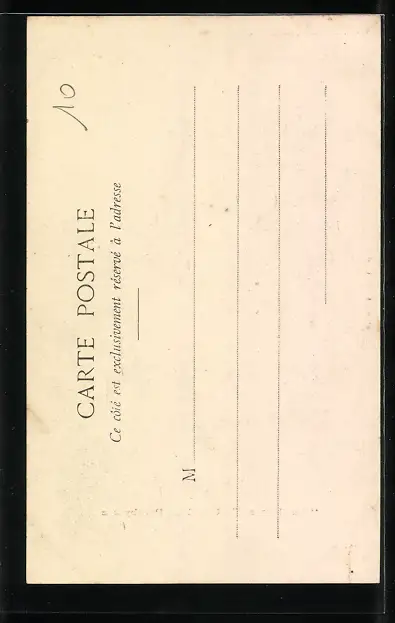 10
CARTE POSTALE
Ce côté est exclusivement réservé à l'adresse
M